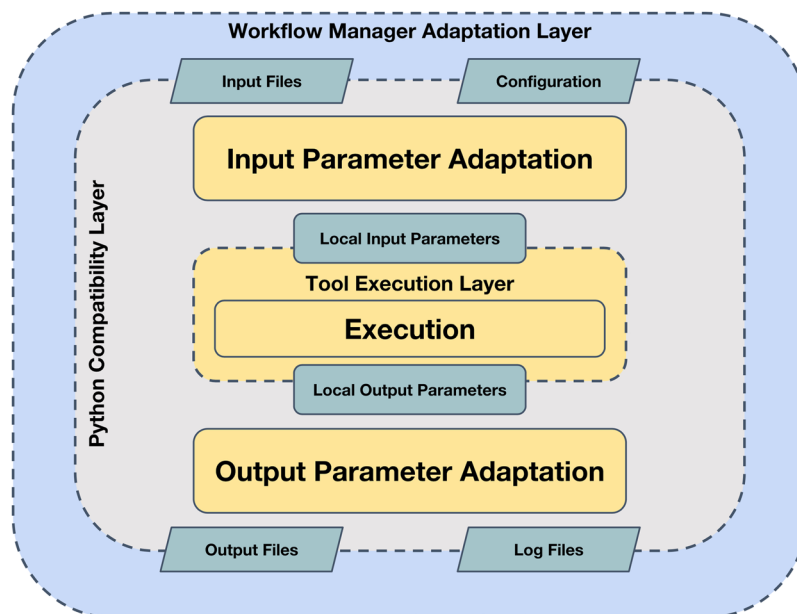 Workflow Manager Adaptation Layer
Input Files
Configuration
Input Parameter Adaptation
Python Compatibility Layer
Local Input Parameters
Tool Execution Layer
Execution
Local Output Parameters
Output Parameter Adaptation
Output Files
Log Files